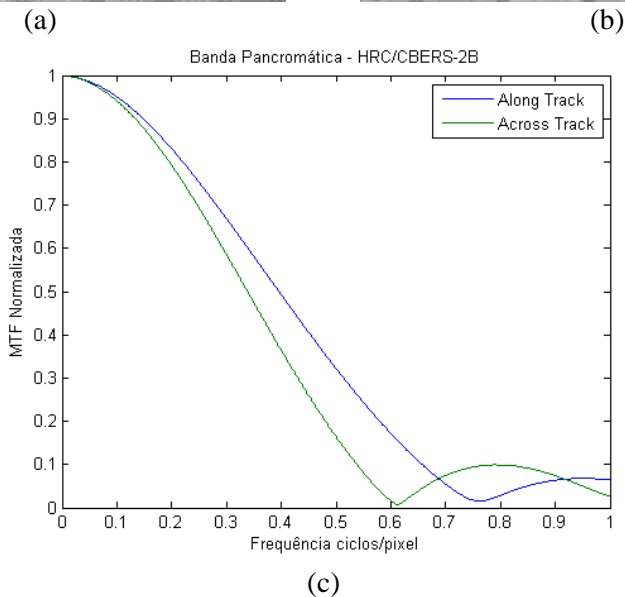 (a) (b)
Banda Pancromática - HRC/CBERS-2B
Along Track
Across Track
MTF Normalizada
1
0.9
0.8
0.7
0.6
0.5
0.4
0.3
0.2
0.1
0
0 0.1 0.2 0.3 0.4 0.5 0.6 0.7 0.8 0.9 1
Frequência ciclos/pixel
(c)